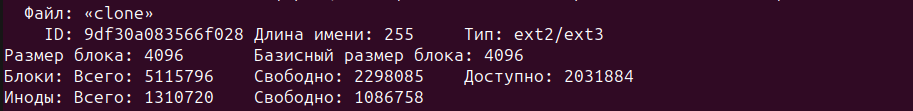 Файл: «clone»
ID: 9df30a083566f028 Длина имени: 255 Тип: ext2/ext3
Размер блока: 4096 Базисный размер блока: 4096
Блоки: Всего: 5115796 Свободно: 2298085 Доступно: 2031884
Иноды: Всего: 1310720 Свободно: 1086758